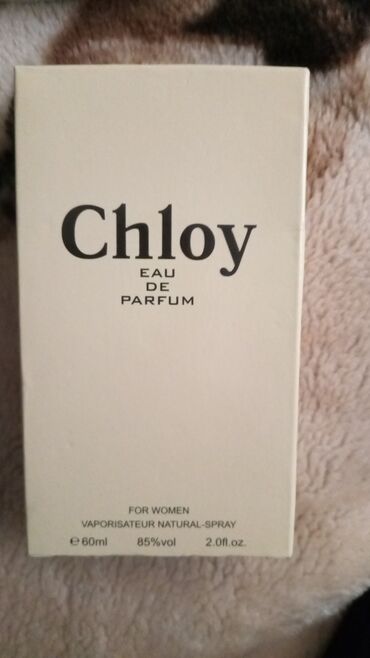 Chloy
EAU
DE
PARFUM
FOR WOMEN
VAPORISATEUR NATURAL-SPRAY
℮60ml 85%vol 2.0fl.oz.